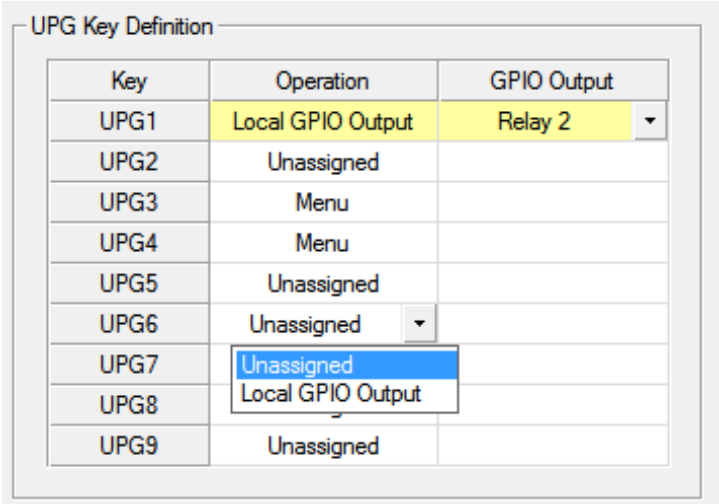 UPG Key Definition
Key Operation GPIO Output
UPG1 Local GPIO Output Relay 2
UPG2 Unassigned
UPG3 Menu
UPG4 Menu
UPG5 Unassigned
UPG6 Unassigned
UPG7 Unassigned
UPG8 Local GPIO Output
UPG9 Unassigned